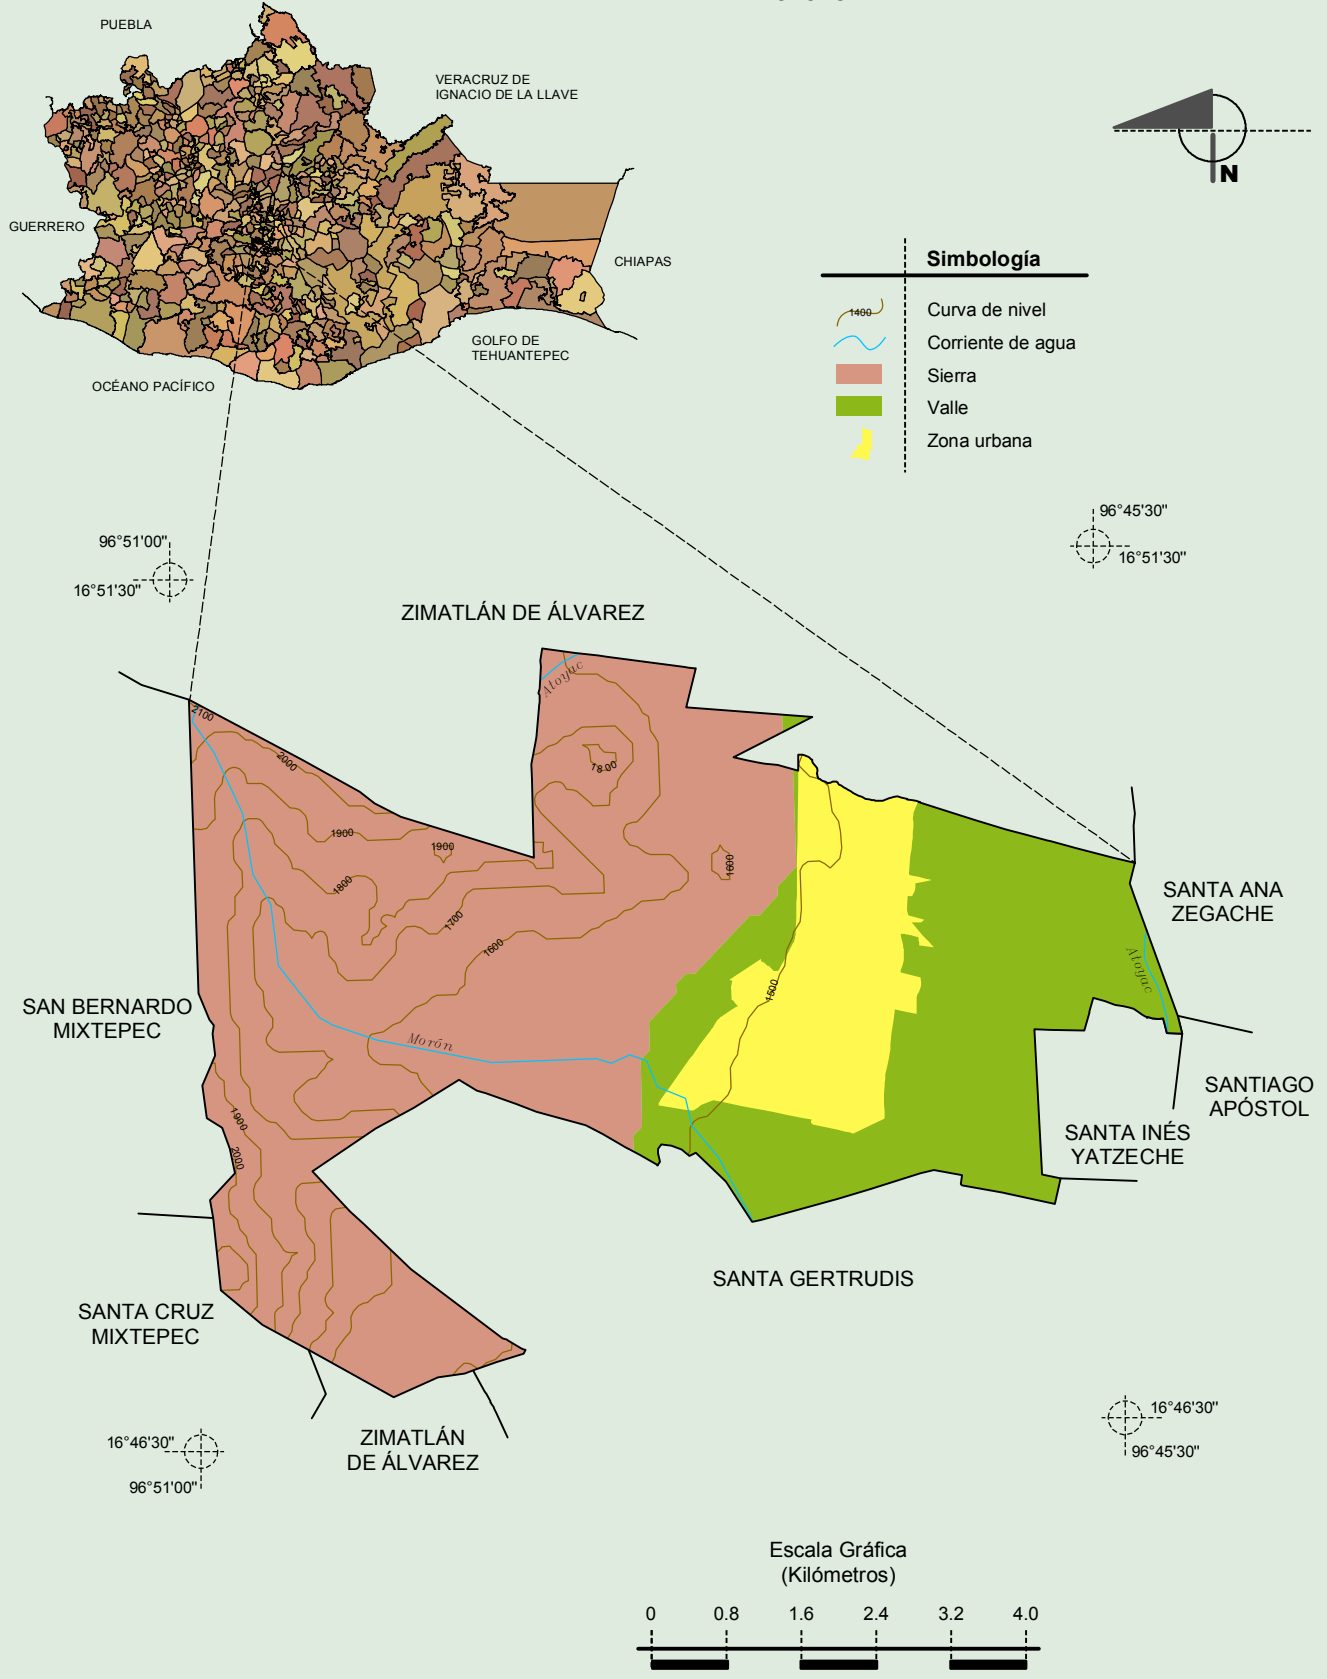 PUEBLA
VERACRUZ DE
IGNACIO DE LA LLAVE
GUERRERO
CHIAPAS
GOLFO DE
TEHUANTEPEC
OCÉANO PACÍFICO
N
Simbología
1400
Curva de nivel
Corriente de agua
Sierra
Valle
Zona urbana
96°51'00"
16°51'30"
96°45'30"
16°51'30"
ZIMATLÁN DE ÁLVAREZ
Atoyac
2100
2000
1800
1900
1900
1600
1800
1700
1600
1500
SANTA ANA
ZEGACHE
Atoyac
SAN BERNARDO
MIXTEPEC
Morón
SANTIAGO
APÓSTOL
1900
2000
SANTA INÉS
YATZECHE
SANTA GERTRUDIS
SANTA CRUZ
MIXTEPEC
ZIMATLÁN
DE ÁLVAREZ
16°46'30"
96°51'00"
16°46'30"
96°45'30"
Escala Gráfica
(Kilómetros)
0 0.8 1.6 2.4 3.2 4.0